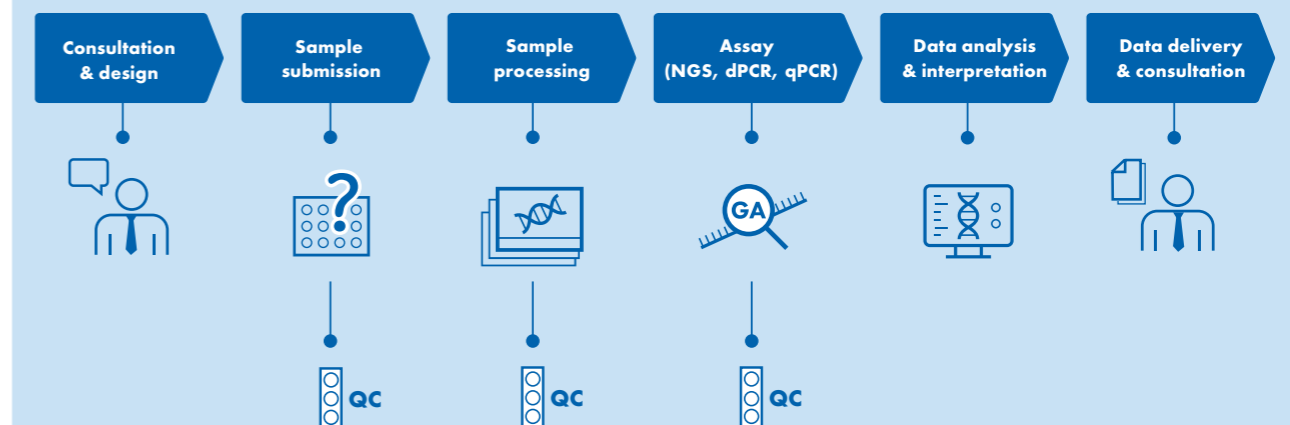 Consultation
& design
Sample
submission
Sample
processing
Assay
(NGS, dPCR, qPCR)
Data analysis
& interpretation
Data delivery
& consultation
?
GA
QC
QC
QC